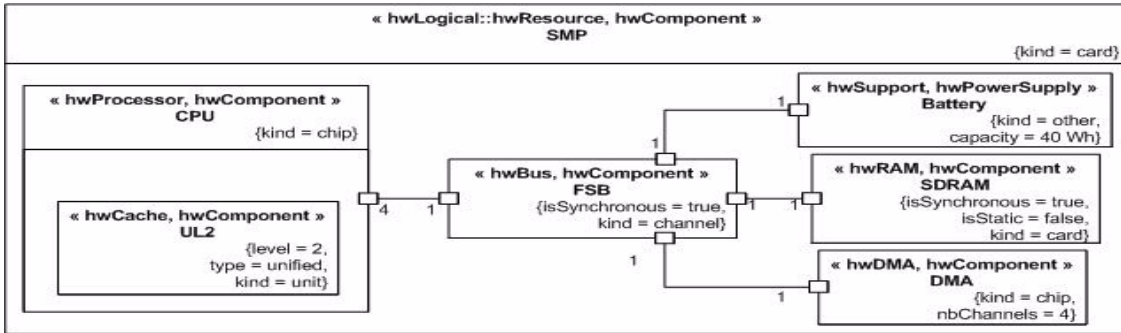 « hwLogical::hwResource, hwComponent »
SMP
{kind = card}
« hwProcessor, hwComponent »
CPU
{kind = chip}
« hwCache, hwComponent »
UL2
{level = 2,
type = unified,
kind = unit}
4
1
« hwBus, hwComponent »
FSB
{isSynchronous = true,
kind = channel}
1
1
« hwSupport, hwPowerSupply »
Battery
{kind = other,
capacity = 40 Wh}
1
1
« hwRAM, hwComponent »
SDRAM
{isSynchronous = true,
isStatic = false,
kind = card}
1
1
« hwDMA, hwComponent »
DMA
{kind = chip,
nbChannels = 4}